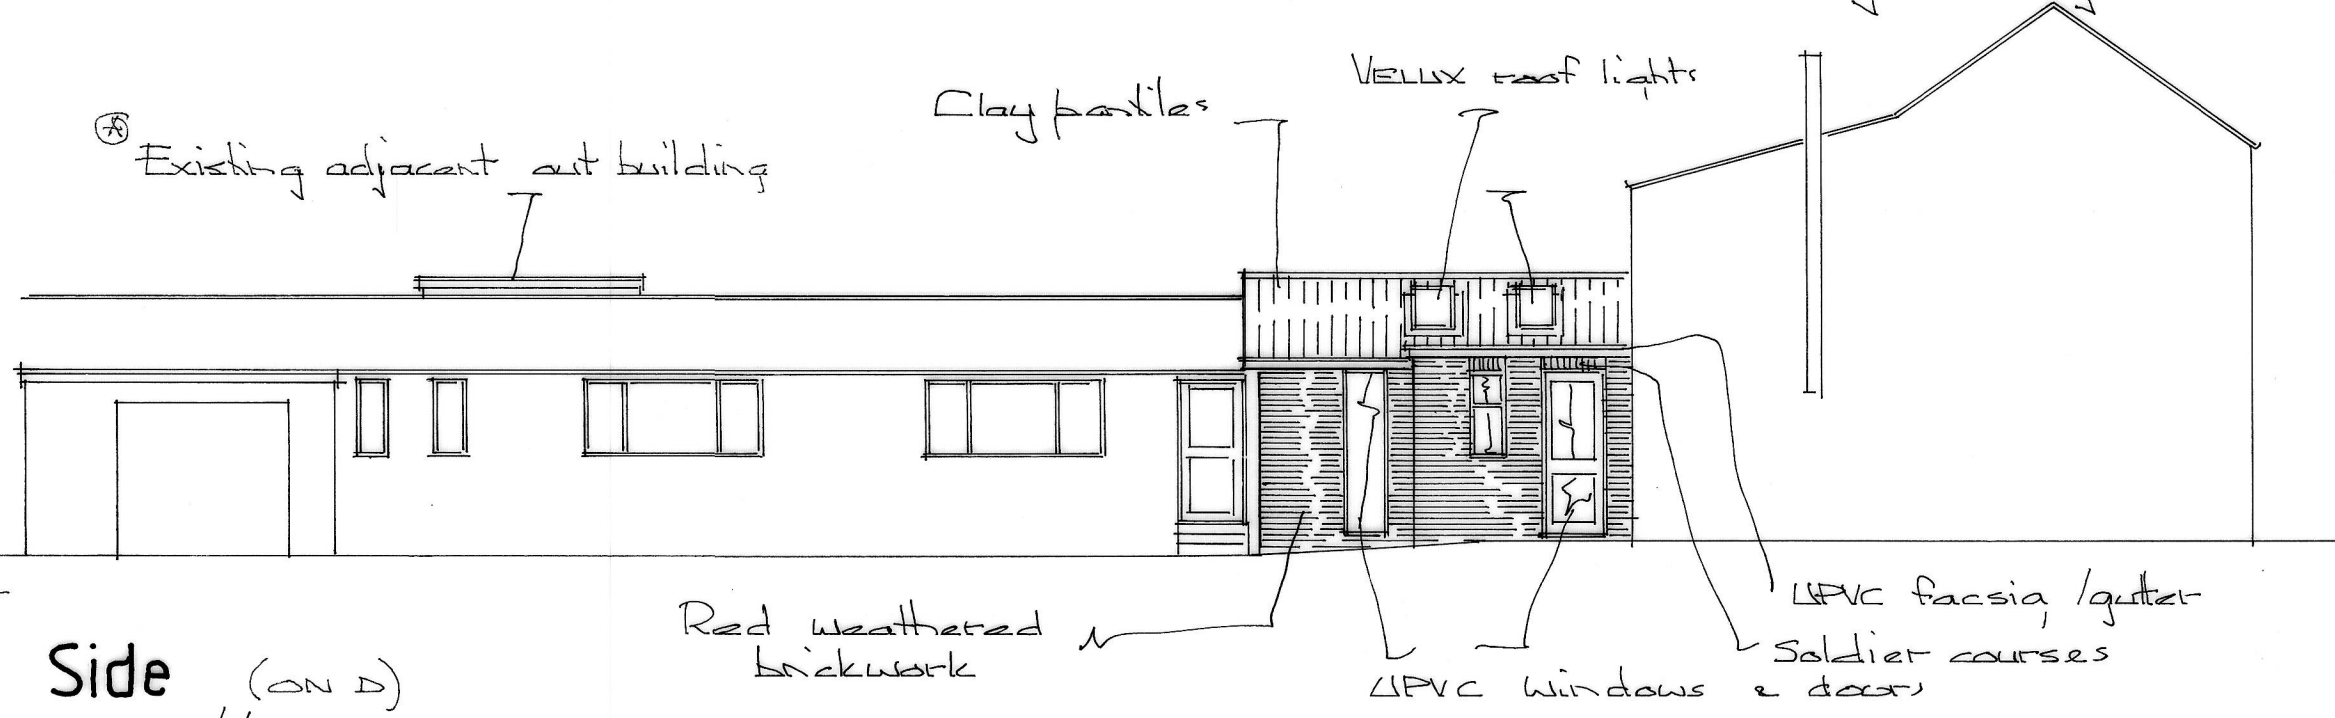 VELUX roof lights
Clay pantiles
A
Existing adjacent out building
UPVC facsia /gutter
Red weathered
brickwork
Soldier courses
UPVC windows & doors
Side (ON D)